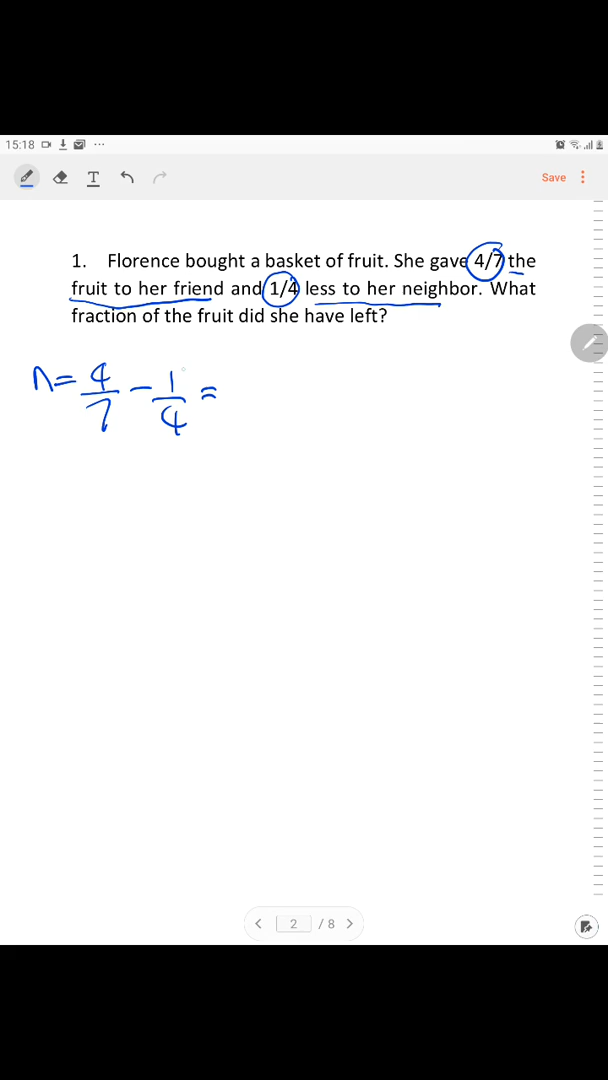 15:18 ...
T Save
1. Florence bought a basket of fruit. She gave 4/7 the
fruit to her friend and 1/4 less to her neighbor. What
fraction of the fruit did she have left?
n = 4/7 - 1/4 =
2 / 8